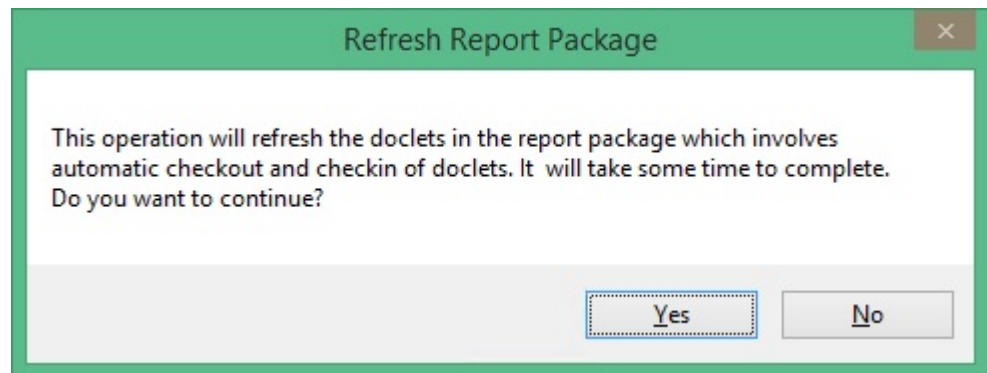 Refresh Report Package
This operation will refresh the doclets in the report package which involves
automatic checkout and checkin of doclets. It  will take some time to complete.
Do you want to continue?
Yes
No